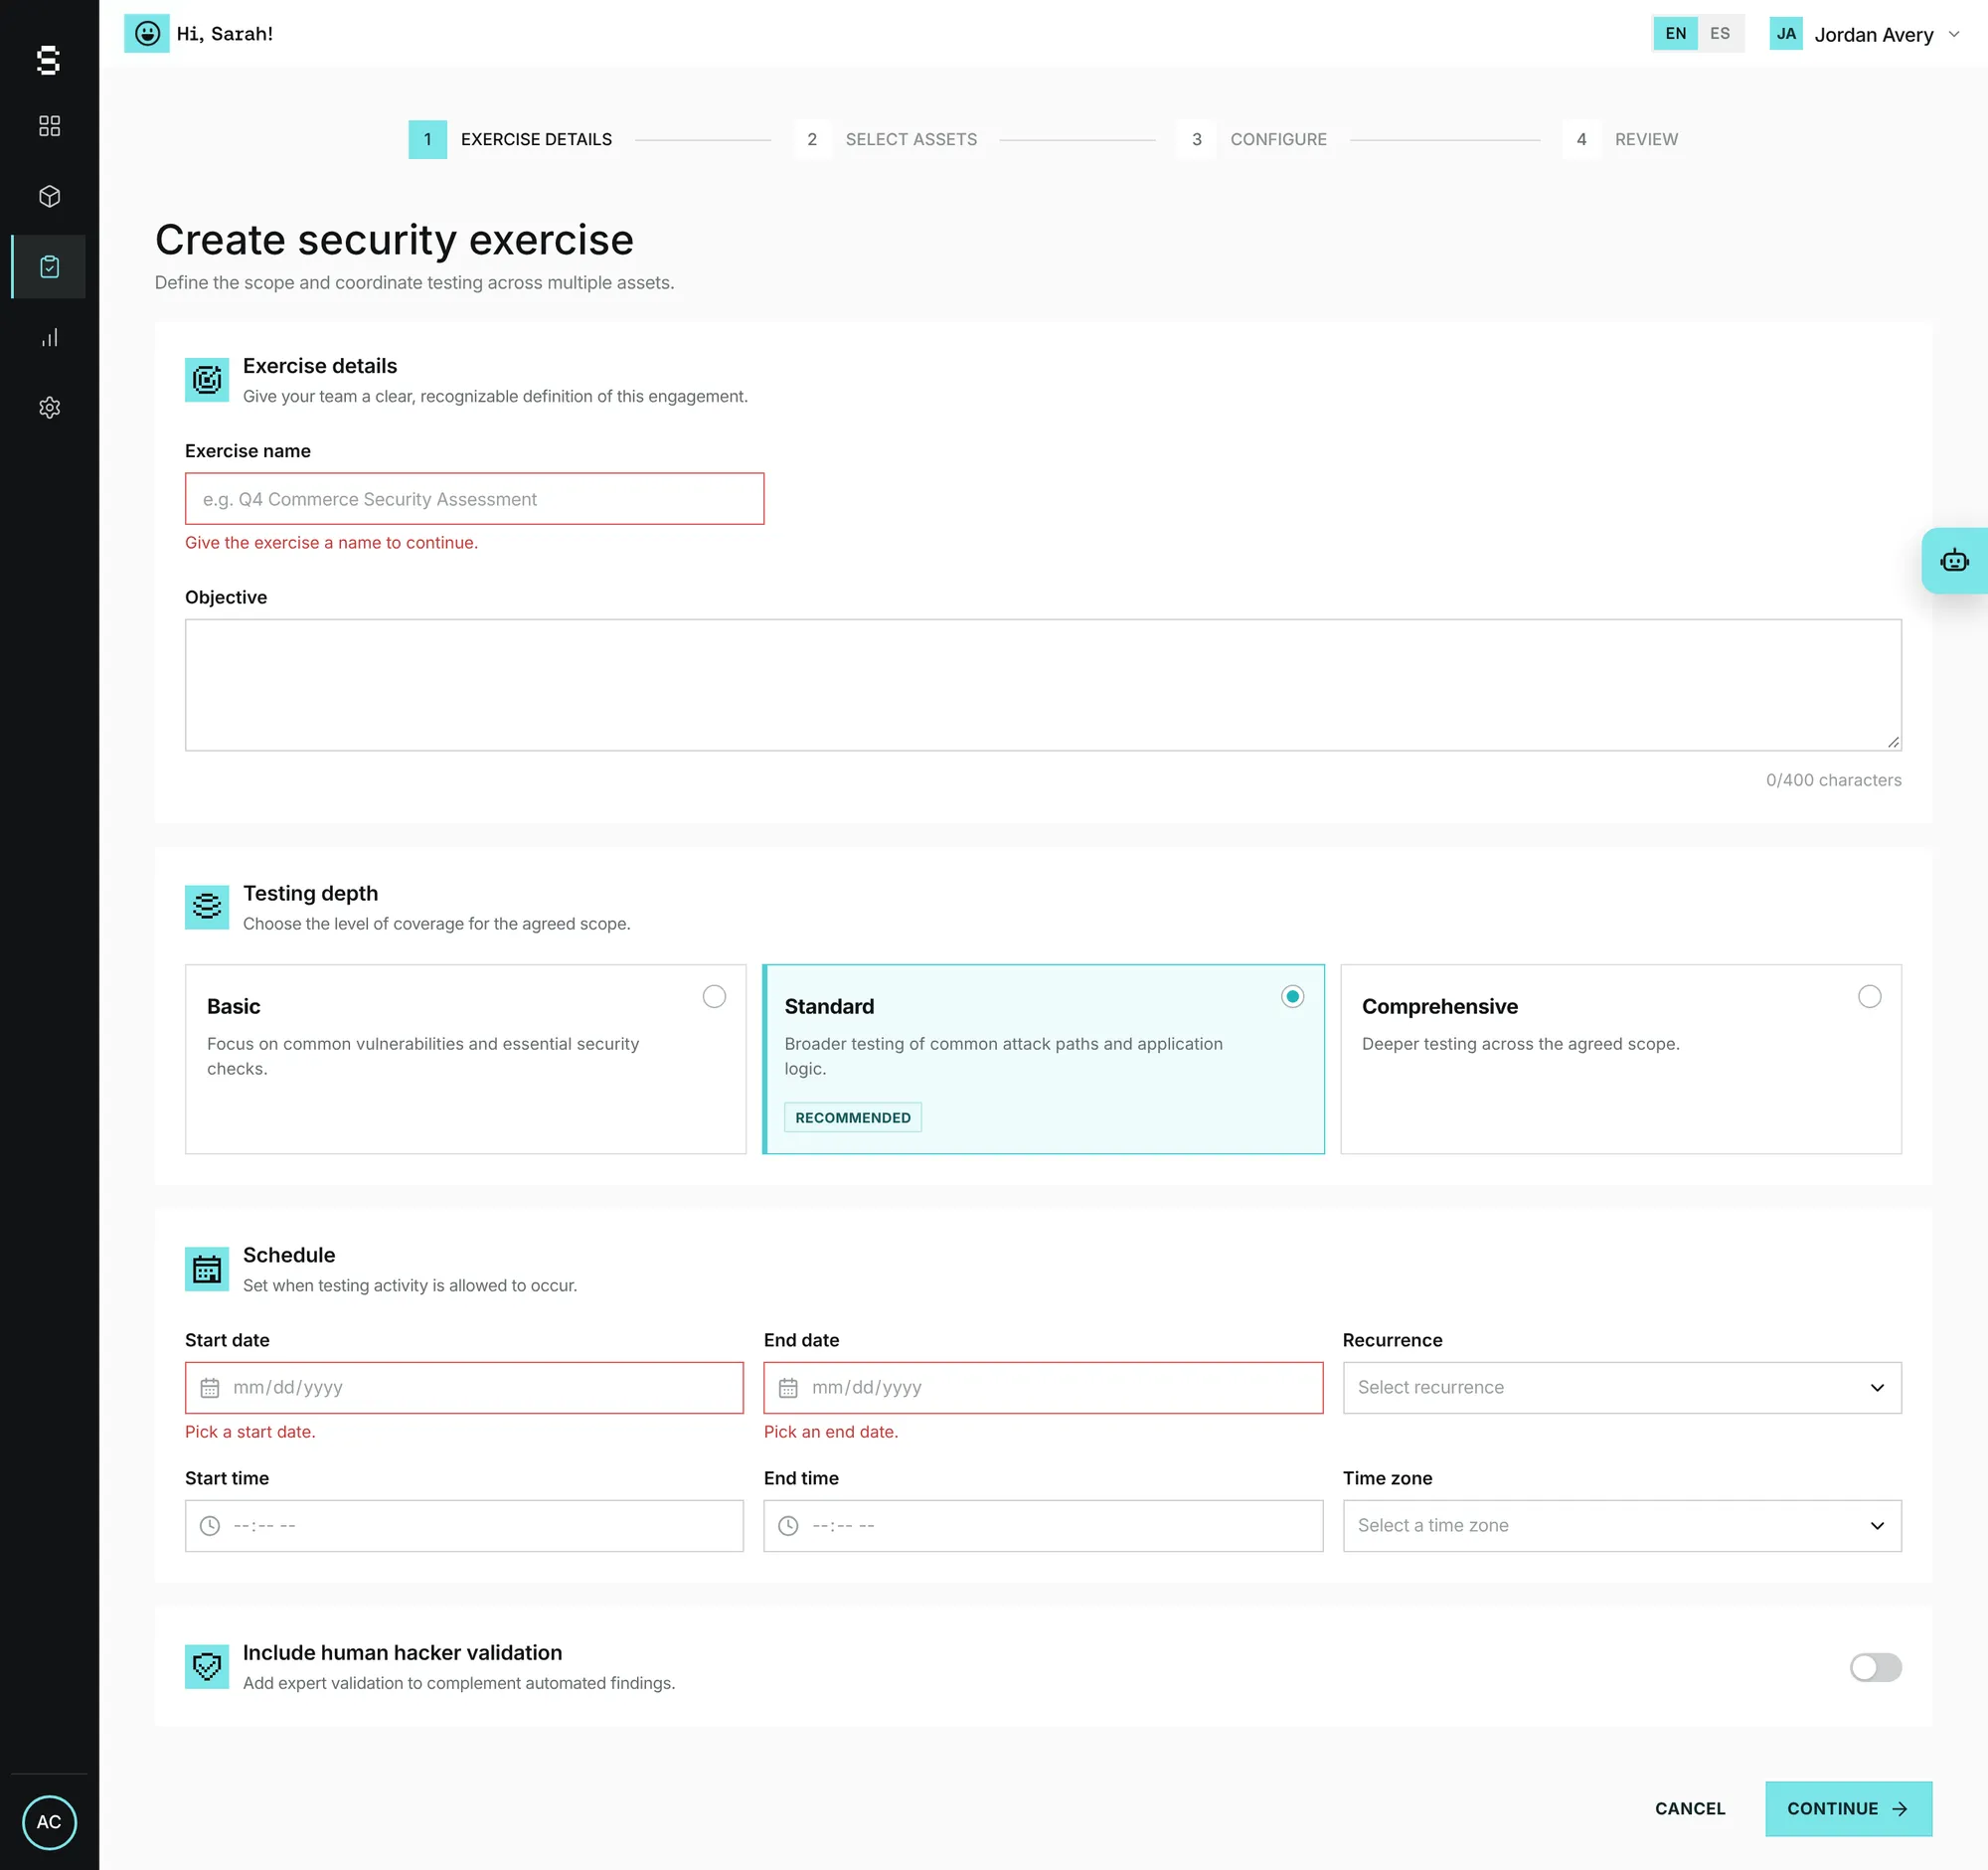 Hi, Sarah!
EN ES
JA Jordan Avery
1 EXERCISE DETAILS
2 SELECT ASSETS
3 CONFIGURE
4 REVIEW
Create security exercise
Define the scope and coordinate testing across multiple assets.
Exercise details
Give your team a clear, recognizable definition of this engagement.
Exercise name
e.g. Q4 Commerce Security Assessment
Give the exercise a name to continue.
Objective
0/400 characters
Testing depth
Choose the level of coverage for the agreed scope.
Basic
Focus on common vulnerabilities and essential security
checks.
Standard
Broader testing of common attack paths and application
logic.
RECOMMENDED
Comprehensive
Deeper testing across the agreed scope.
Schedule
Set when testing activity is allowed to occur.
Start date
mm/dd/yyyy
Pick a start date.
End date
mm/dd/yyyy
Pick an end date.
Recurrence
Select recurrence
Start time
--:-- --
End time
--:-- --
Time zone
Select a time zone
Include human hacker validation
Add expert validation to complement automated findings.
CANCEL
CONTINUE →
S
AC